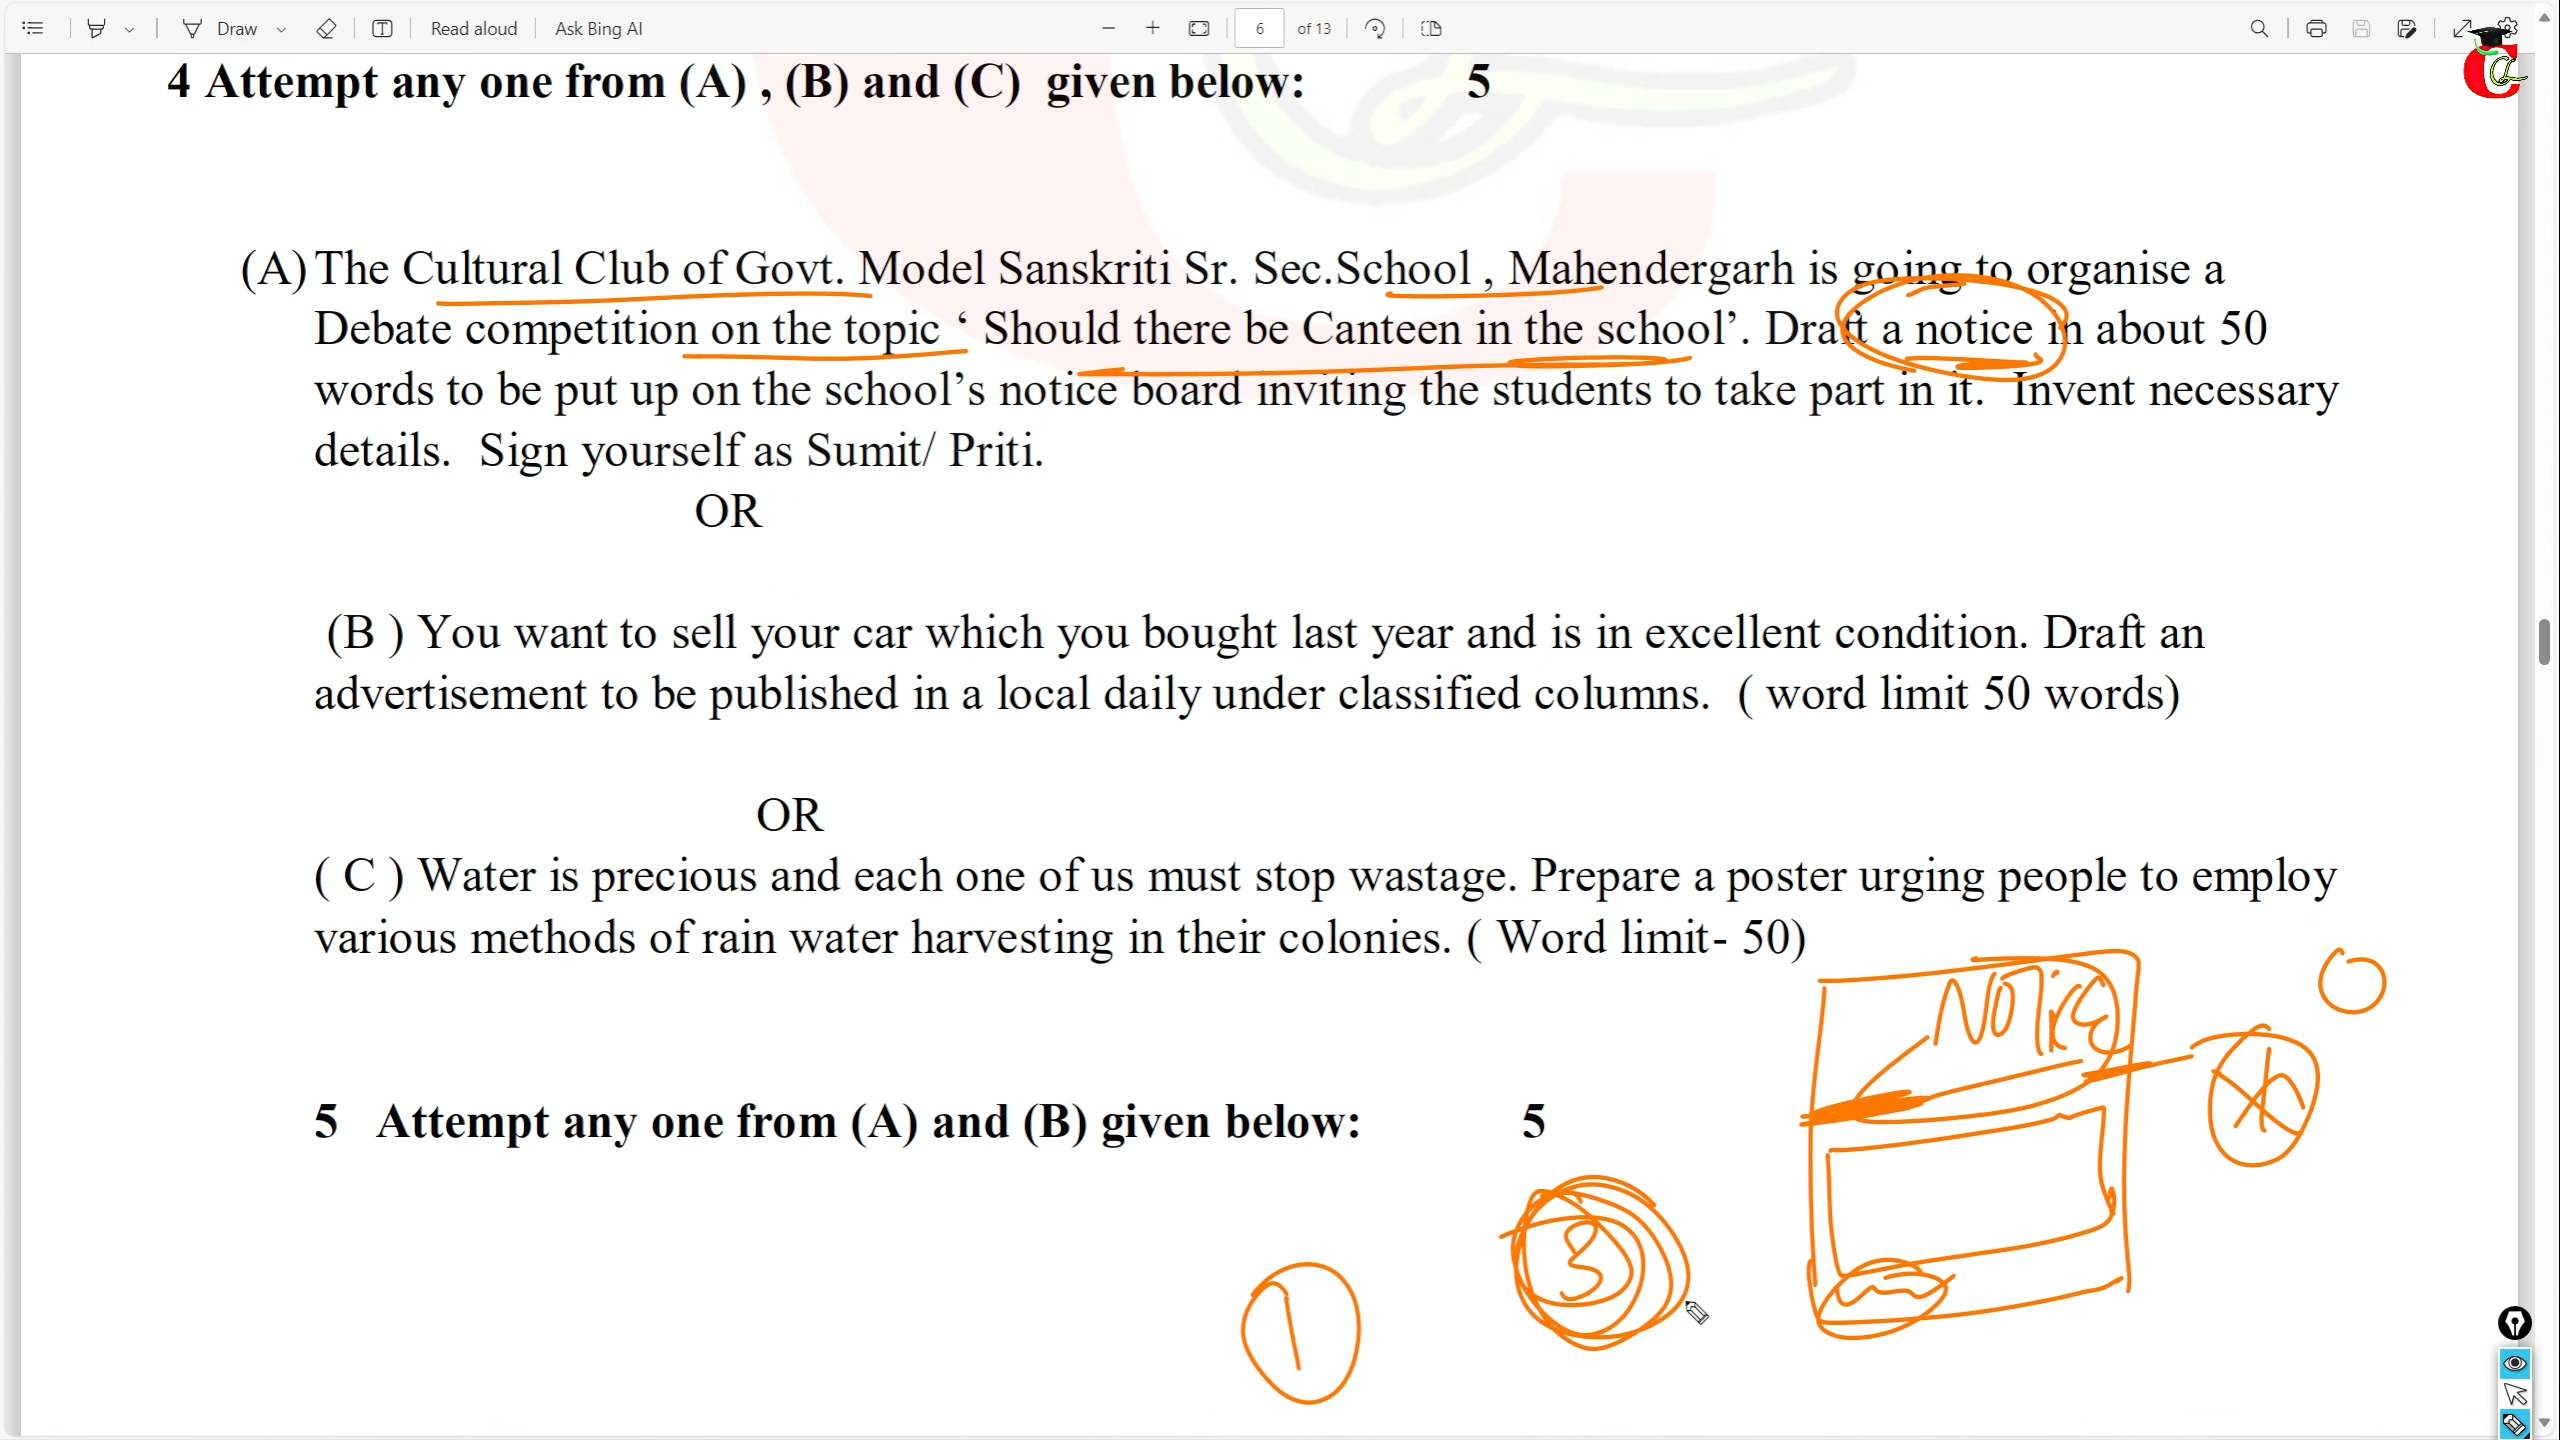 Draw Read aloud Ask Bing AI 6 of 13
4 Attempt any one from (A) , (B) and (C) given below: 5
(A) The Cultural Club of Govt. Model Sanskriti Sr. Sec.School , Mahendergarh is going to organise a
Debate competition on the topic ‘ Should there be Canteen in the school’. Draft a notice in about 50
words to be put up on the school’s notice board inviting the students to take part in it. Invent necessary
details. Sign yourself as Sumit/ Priti.
OR
(B ) You want to sell your car which you bought last year and is in excellent condition. Draft an
advertisement to be published in a local daily under classified columns. ( word limit 50 words)
OR
( C ) Water is precious and each one of us must stop wastage. Prepare a poster urging people to employ
various methods of rain water harvesting in their colonies. ( Word limit- 50)
NOTICE
5 Attempt any one from (A) and (B) given below: 5
3
1